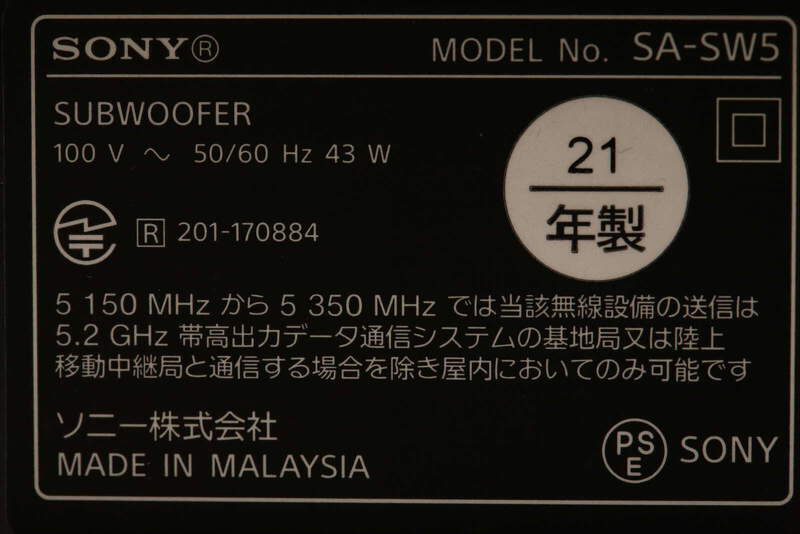 SONY® MODEL No. SA-SW5
SUBWOOFER
100 V ～ 50/60 Hz 43 W
21
年製
R 201-170884
5 150 MHz から 5 350 MHz では当該無線設備の送信は
5.2 GHz 帯高出力データ通信システムの基地局又は陸上
移動中継局と通信する場合を除き屋内においてのみ可能です
ソニー株式会社
MADE IN MALAYSIA
PS
E
SONY